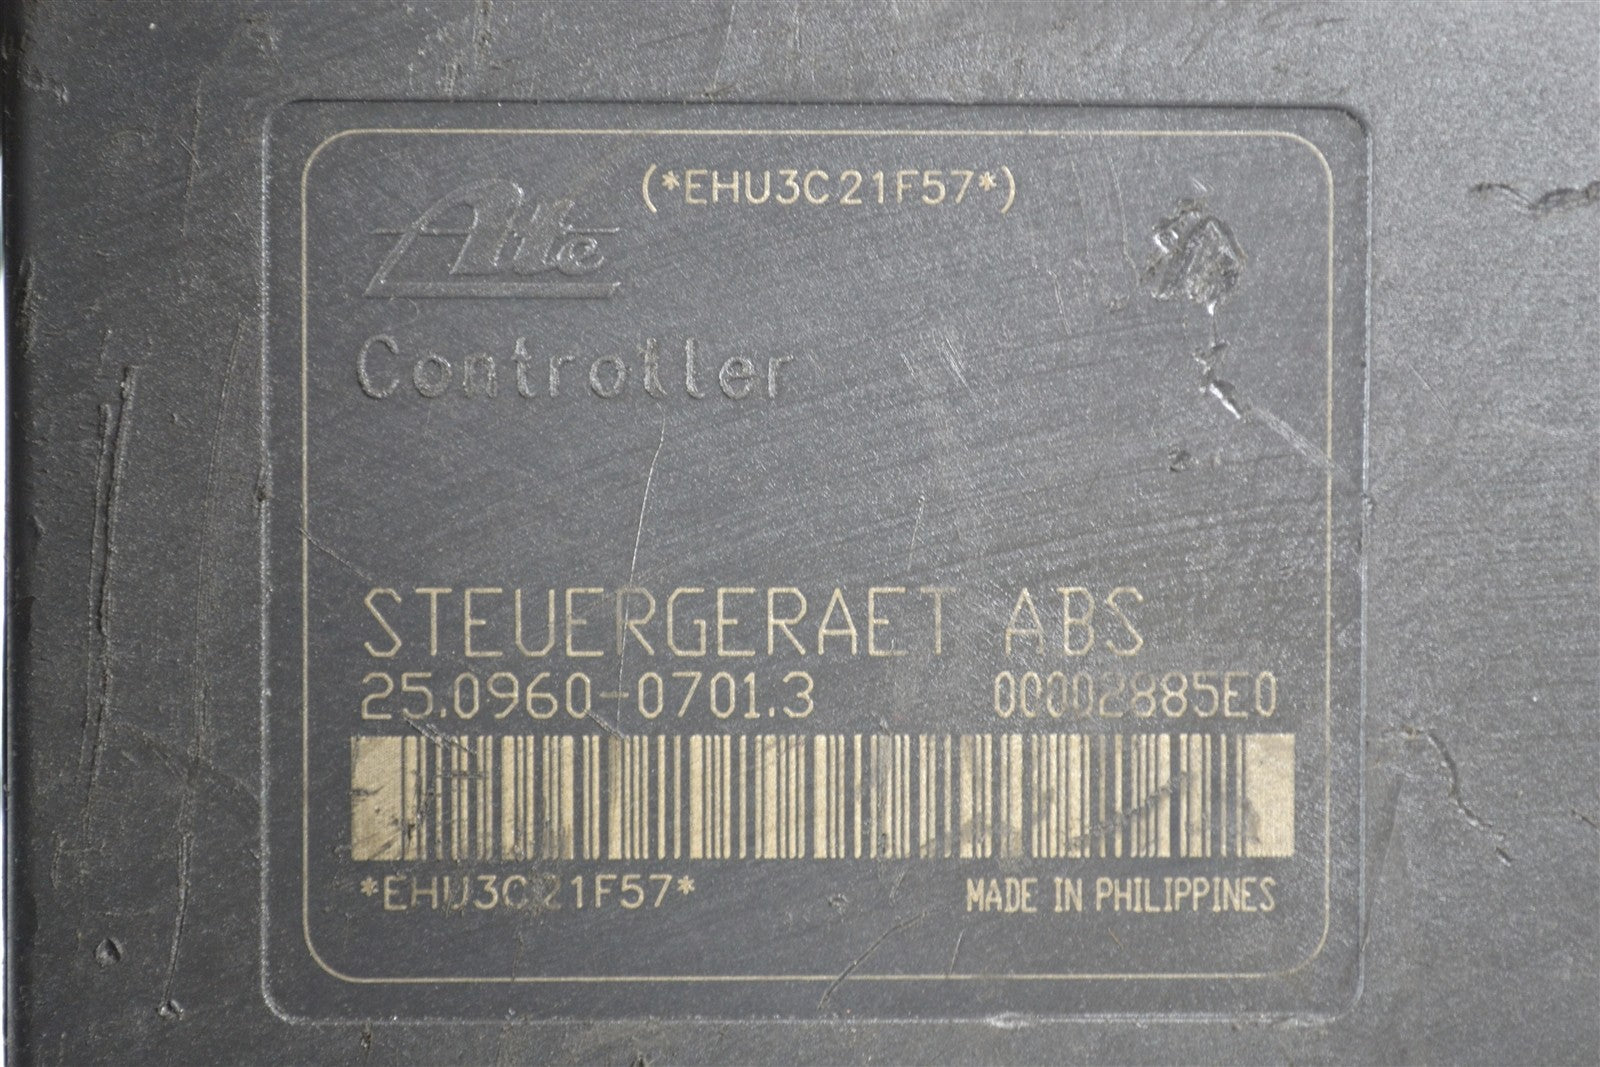 (*EHU3C21F57*)
Ate
Controller
STEUERGERAET ABS
25.0960-0701.3 00002885E0
*EHU3C21F57*
MADE IN PHILIPPINES